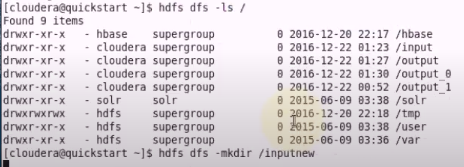 [cloudera@quickstart ~]$ hdfs dfs -ls /
Found 9 items
drwxr-xr-x - hbase supergroup 0 2016-12-20 22:17 /hbase
drwxr-xr-x - cloudera supergroup 0 2016-12-22 01:23 /input
drwxr-xr-x - cloudera supergroup 0 2016-12-22 01:27 /output
drwxr-xr-x - cloudera supergroup 0 2016-12-22 01:30 /output_0
drwxr-xr-x - cloudera supergroup 0 2016-12-22 00:52 /output_1
drwxr-xr-x - solr solr 0 2015-06-09 03:38 /solr
drwxrwxrwx - hdfs supergroup 0 2016-12-20 22:18 /tmp
drwxr-xr-x - hdfs supergroup 0 2015-06-09 03:38 /user
drwxr-xr-x - hdfs supergroup 0 2015-06-09 03:36 /var
[cloudera@quickstart ~]$ hdfs dfs -mkdir /inputnew